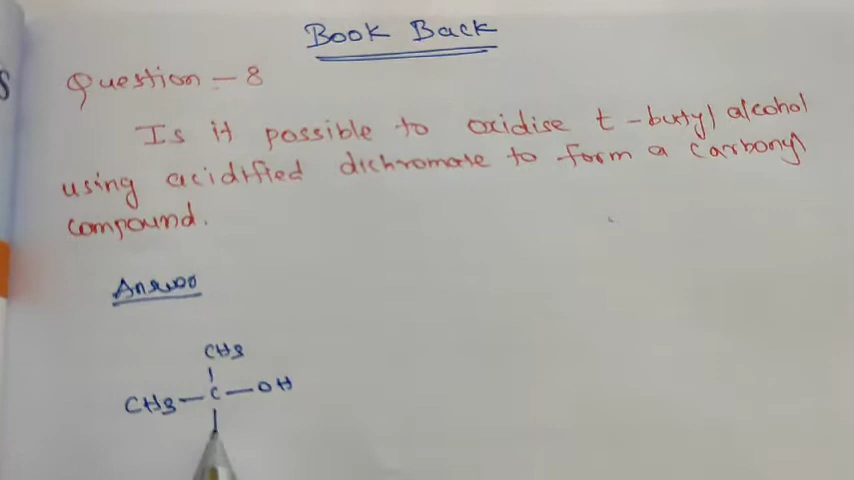 Book Back
Question - 8
Is it possible to oxidise t-butyl alcohol
using acidified dichromate to form a carbonyl
compound.
Answer
CH3
CH3-C-OH